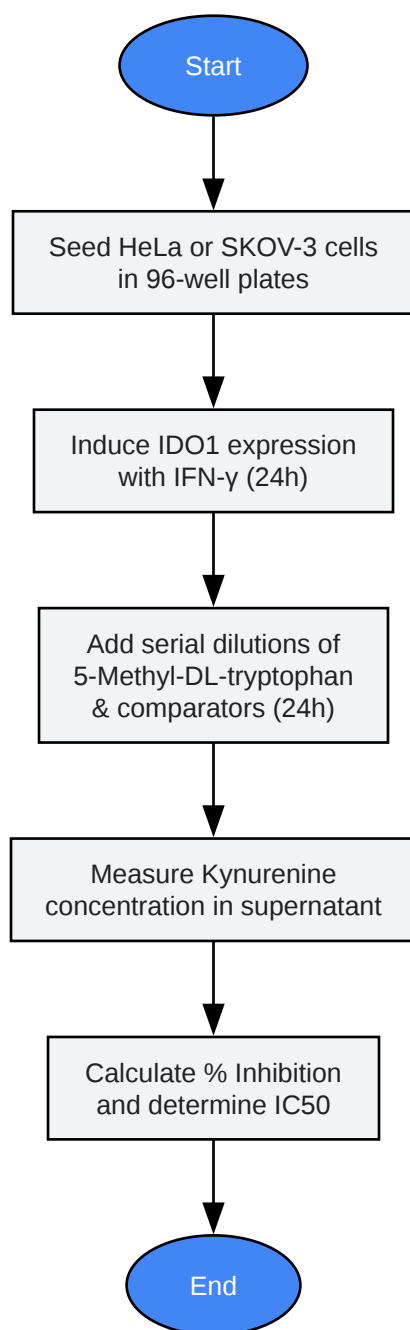 Start
Seed HeLa or SKOV-3 cells
in 96-well plates
Induce IDO1 expression
with IFN-γ (24h)
Add serial dilutions of
5-Methyl-DL-tryptophan
& comparators (24h)
Measure Kynurenine
concentration in supernatant
Calculate % Inhibition
and determine IC50
End